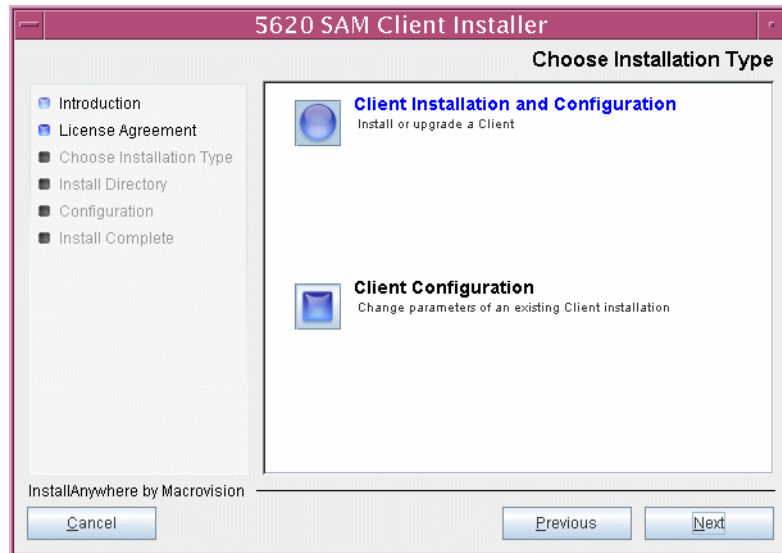 5620 SAM Client Installer
Choose Installation Type
Introduction
License Agreement
Choose Installation Type
Install Directory
Configuration
Install Complete
Client Installation and Configuration
Install or upgrade a Client
Client Configuration
Change parameters of an existing Client installation
InstallAnywhere by Macrovision
Cancel
Previous
Next